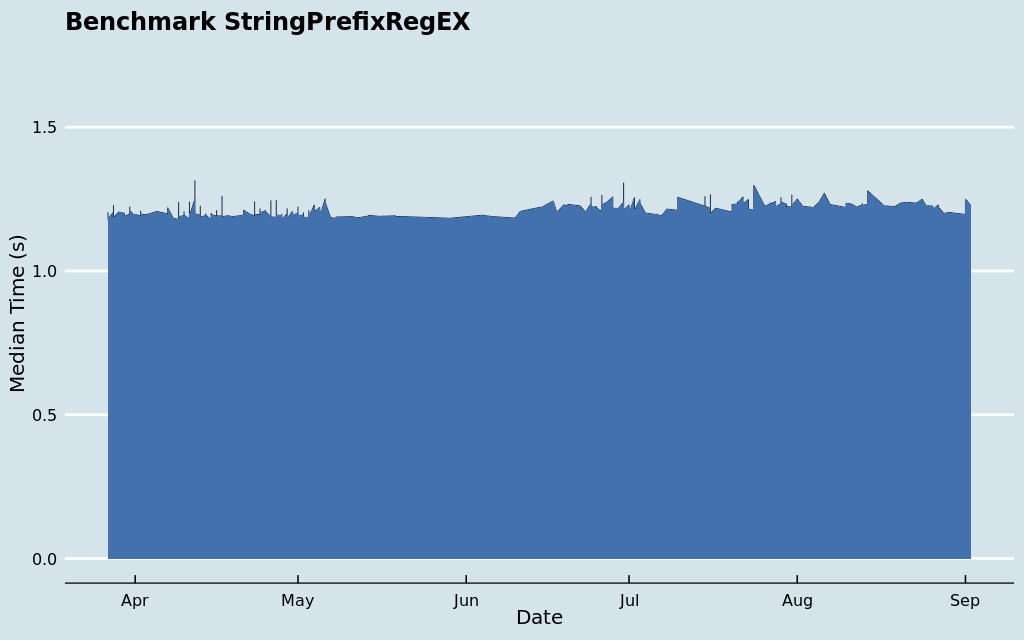 Benchmark StringPrefixRegEX
1.5
1.0
0.5
0.0
Median Time (s)
Apr May Jun Jul Aug Sep
Date